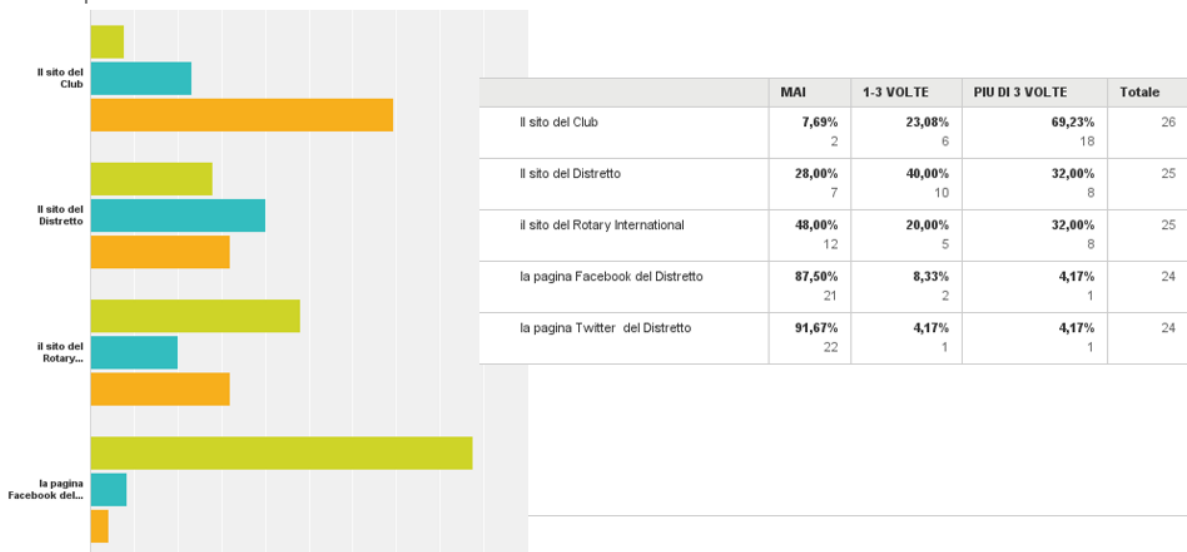 Il sito del
Club
Il sito del
Distretto
il sito del
Rotary...
la pagina
Facebook del...
MAI 1-3 VOLTE PIU DI 3 VOLTE Totale
Il sito del Club 7,69% 23,08% 69,23% 26
2 6 18
Il sito del Distretto 28,00% 40,00% 32,00% 25
7 10 8
il sito del Rotary International 48,00% 20,00% 32,00% 25
12 5 8
la pagina Facebook del Distretto 87,50% 8,33% 4,17% 24
21 2 1
la pagina Twitter del Distretto 91,67% 4,17% 4,17% 24
22 1 1